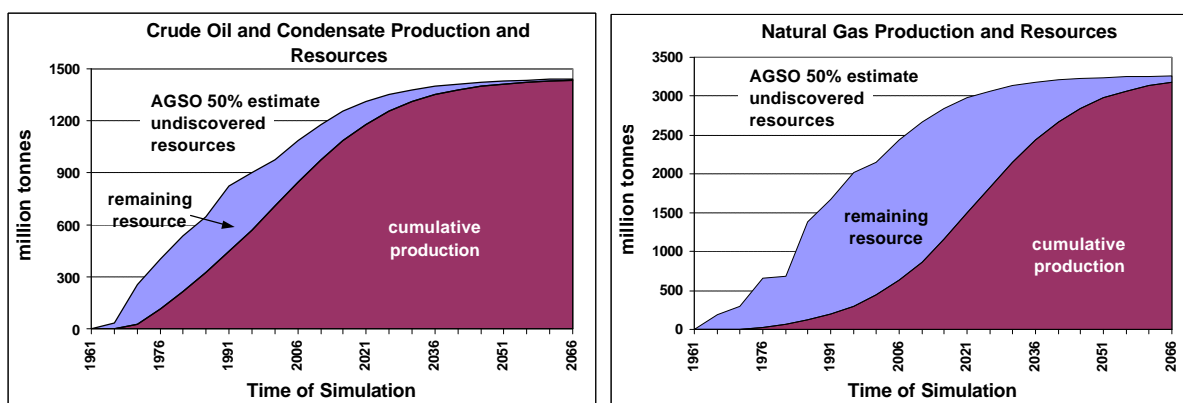 Crude Oil and Condensate Production and
Resources
million tonnes
1500
1200
900
600
300
0
AGSO 50% estimate
undiscovered
resources
remaining
resource
cumulative
production
1961
1976
1991
2006
2021
2036
2051
2066
Time of Simulation
Natural Gas Production and Resources
million tonnes
3500
3000
2500
2000
1500
1000
500
0
AGSO 50% estimate
undiscovered
resources
remaining
resource
cumulative
production
1961
1976
1991
2006
2021
2036
2051
2066
Time of Simulation